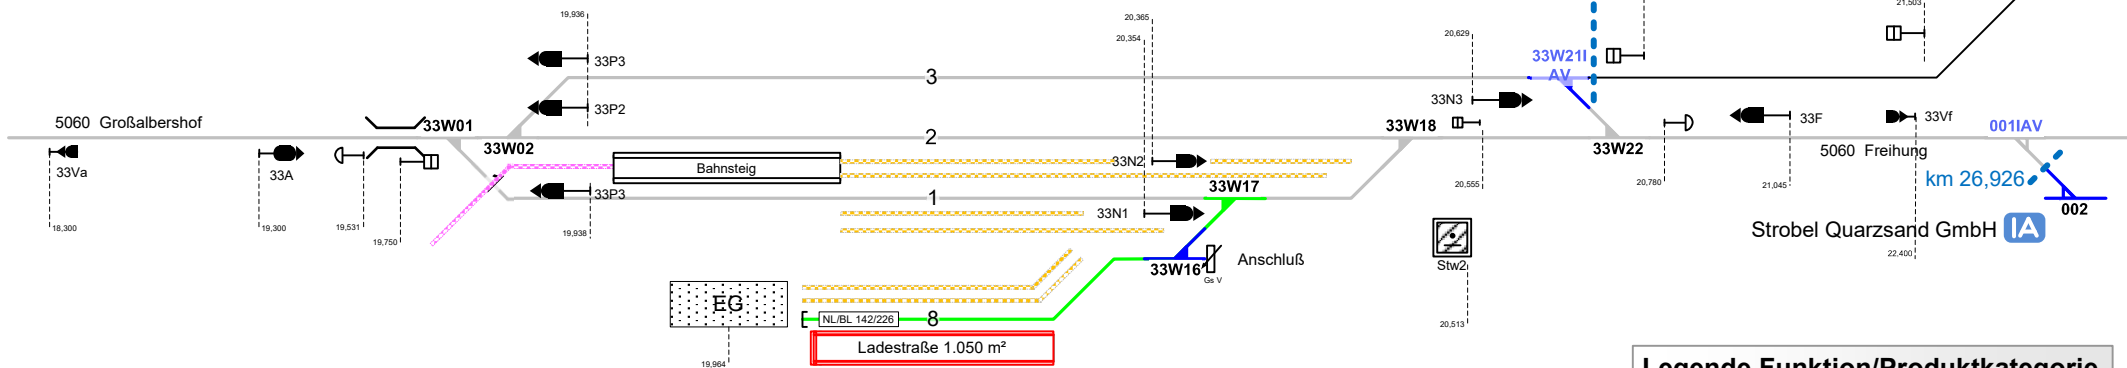 19,936
20,365
21,503
20,354
20,629
33W21I
AV
33P3
3
33N3
33P2
5060 Großalbershof
33W01
33W18
33F
33Vf
001IAV
2
33W02
33W22
5060 Freihung
33Va
33A
Bahnsteig
33N2
33W17
km 26,926
33P3
1
20,555
20,780
21,045
002
33N1
18,300
19,300
19,531
19,750
19,938
Strobel Quarzsand GmbH IA
22,400
33W16
Anschluß
Gs V
Stw2
EG
NL/BL 142/226
8
20,513
Ladestraße 1.050 m²
19,964
Legende Funktion/Produktkategorie